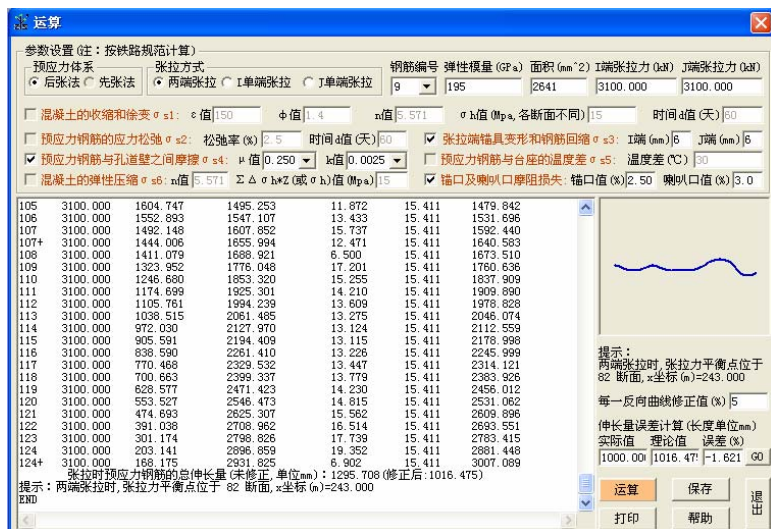 运算
参数设置(注:按铁路规范计算)
预应力体系 张拉方式 钢筋编号 弹性模量(GPa) 面积(mm^2) I端张拉力(kN) J端张拉力(kN)
后张法 先张法 两端张拉 I单端张拉 J单端张拉 9 195 2641 3100.000 3100.000
混凝土的收缩和徐变σs1: ε值 150 φ值 1.4 n值 5.571 σh值(Mpa,各断面不同) 15 时间d值(天) 60
预应力钢筋的应力松弛σs2: 松弛率(%) 2.5 时间d值(天) 60 张拉端锚具变形和钢筋回缩σs3: I端(mm) 6 J端(mm) 6
预应力钢筋与孔道壁之间摩擦σs4: μ值 0.250 k值 0.0025 预应力钢筋与台座的温度差σs5: 温度差(℃) 30
混凝土的弹性压缩σs6: n值 5.571 ΣΔσh*Z(或σh)值(Mpa) 15 锚口及喇叭口摩阻损失: 锚口值(%) 2.50 喇叭口值(%) 3.0
105 3100.000 1604.747 1495.253 11.872 15.411 1479.842
106 3100.000 1552.893 1547.107 13.433 15.411 1531.696
107 3100.000 1492.148 1607.852 15.737 15.411 1592.440
107+ 3100.000 1444.006 1655.994 12.471 15.411 1640.583
108 3100.000 1411.079 1688.921 6.500 15.411 1673.510
109 3100.000 1323.952 1776.048 17.201 15.411 1760.636
110 3100.000 1246.680 1853.320 15.255 15.411 1837.909
111 3100.000 1174.699 1925.301 14.210 15.411 1909.890
112 3100.000 1105.761 1994.239 13.609 15.411 1978.828
113 3100.000 1038.515 2061.485 13.275 15.411 2046.074
114 3100.000 972.030 2127.970 13.124 15.411 2112.559
115 3100.000 905.591 2194.409 13.115 15.411 2178.998
116 3100.000 838.590 2261.410 13.226 15.411 2245.999
117 3100.000 770.468 2329.532 13.447 15.411 2314.121
118 3100.000 700.663 2399.337 13.779 15.411 2383.926
119 3100.000 628.577 2471.423 14.230 15.411 2456.012
120 3100.000 553.527 2546.473 14.815 15.411 2531.062
121 3100.000 474.693 2625.307 15.562 15.411 2609.896
122 3100.000 391.038 2708.962 16.514 15.411 2693.551
123 3100.000 301.174 2798.826 17.739 15.411 2783.415
124 3100.000 203.141 2896.859 19.352 15.411 2881.448
124+ 3100.000 168.175 2931.825 6.902 15.411 3007.089
张拉时预应力钢筋的总伸长量(未修正,单位mm):1295.708(修正后:1016.475)
提示:两端张拉时,张拉力平衡点位于 82 断面,x坐标(m)=243.000
END
提示:
两端张拉时,张拉力平衡点位于
82 断面,x坐标(m)=243.000
每一反向曲线修正值(%) 5
伸长量误差计算(长度单位mm)
实际值 理论值 误差(%)
1000.00 1016.47 -1.621 GO
运算 保存 退出
打印 帮助